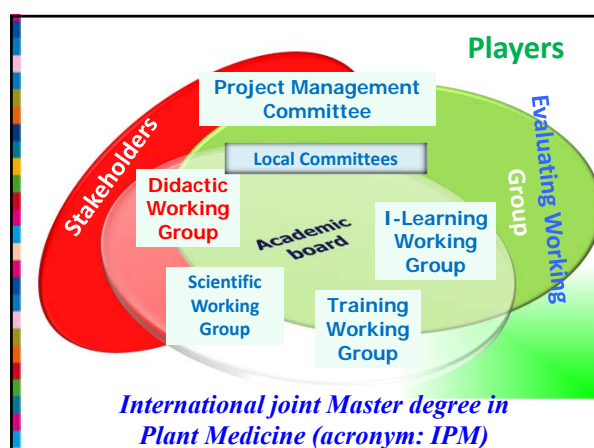 Players
Project Management
Committee
Stakeholders
Evaluating Working
Group
Local Committees
Didactic
Working
Group
Academic
board
I-Learning
Working
Group
Scientific
Working
Group
Training
Working
Group
International joint Master degree in
Plant Medicine (acronym: IPM)